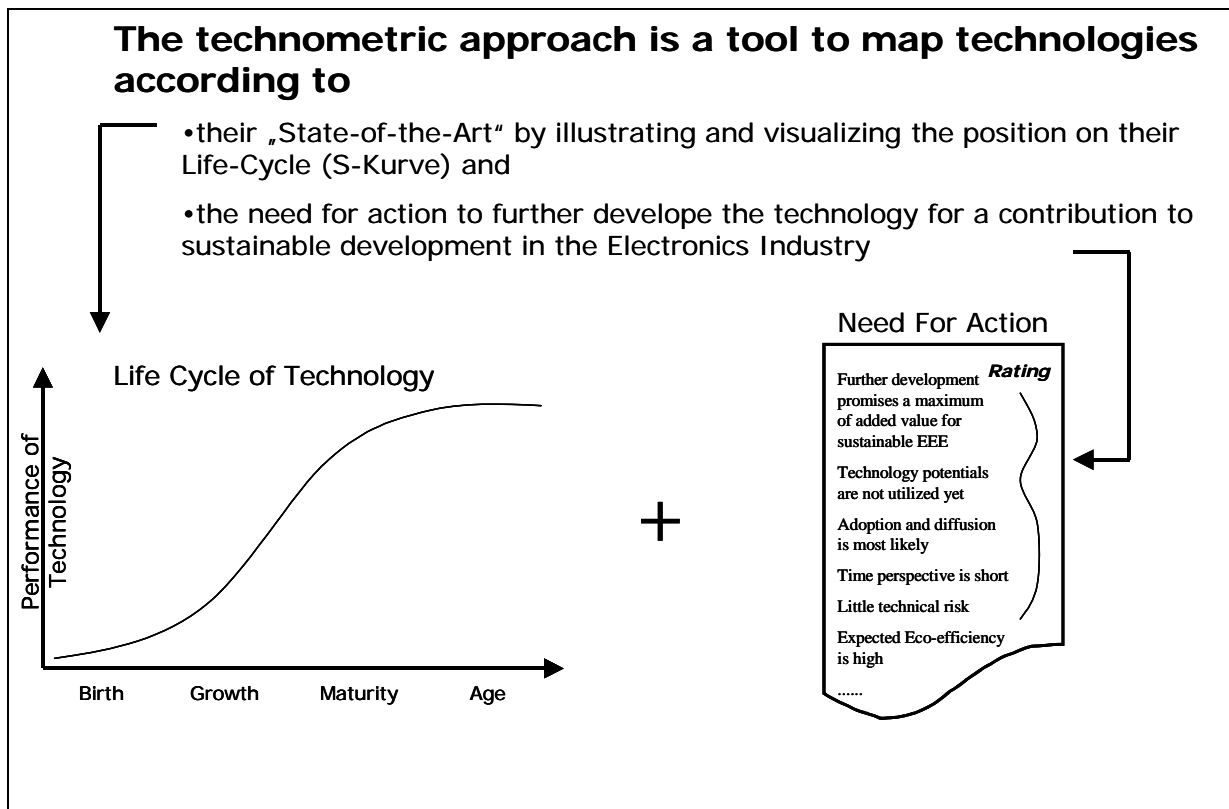 The technometric approach is a tool to map technologies
according to
•their „State-of-the-Art“ by illustrating and visualizing the position on their
Life-Cycle (S-Kurve) and
•the need for action to further develope the technology for a contribution to
sustainable development in the Electronics Industry
Life Cycle of Technology
Performance of
Technology
Birth
Growth
Maturity
Age
+
Need For Action
Rating
Further development
promises a maximum
of added value for
sustainable EEE
Technology potentials
are not utilized yet
Adoption and diffusion
is most likely
Time perspective is short
Little technical risk
Expected Eco-efficiency
is high
......